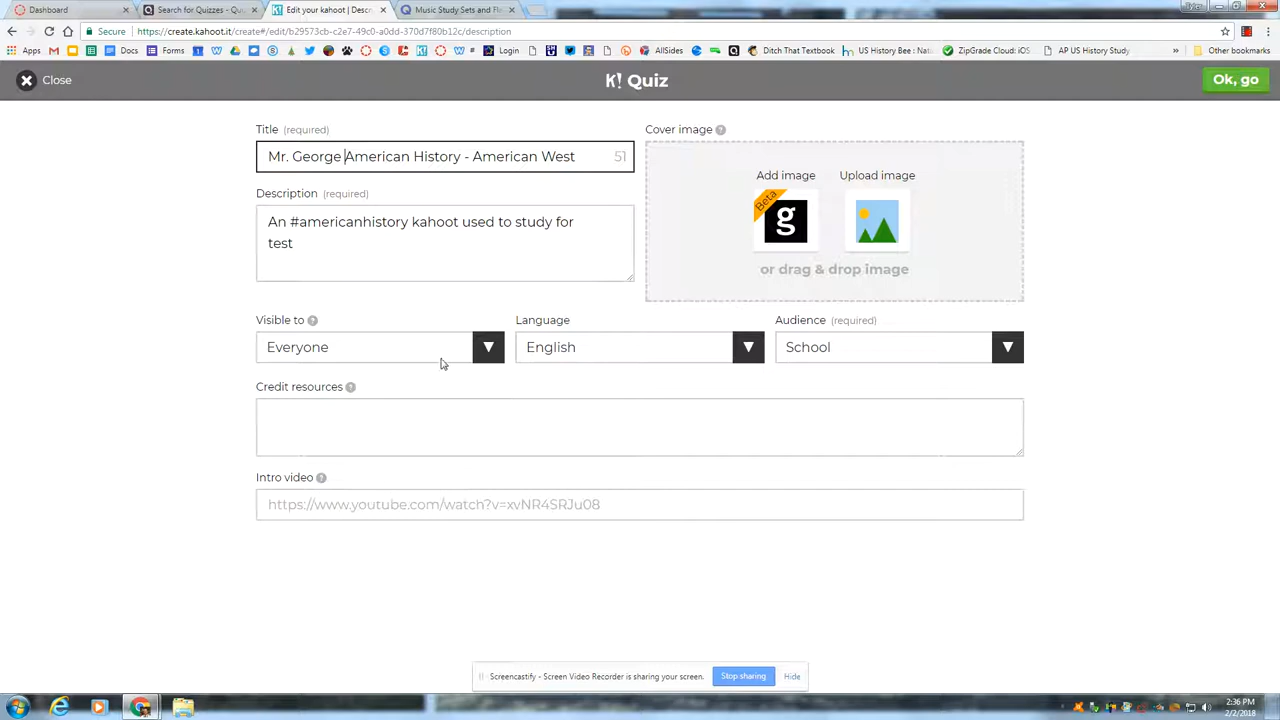 Tyler
Dashboard
Search for Quizzes - Qui
Edit your kahoot | Descr
Music Study Sets and Fla
Secure
https://create.kahoot.it/create#/edit/b29573cb-c2e7-49c0-a0dd-370d7f80b12c/description
Apps
Docs
Forms
Login
AllSides
Ditch That Textbook
US History Bee : Nati
ZipGrade Cloud: iOS
AP US History Study
»
Other bookmarks
Close
K! Quiz
Ok, go
Title (required)
Mr. George American History - American West 51
Description (required)
An #americanhistory kahoot used to study for
test
Cover image ?
Add image
Upload image
Beta
g
or drag & drop image
Visible to ?
Language
Audience (required)
Everyone
English
School
Credit resources ?
Intro video ?
https://www.youtube.com/watch?v=xvNR4SRJu08
Screencastify - Screen Video Recorder is sharing your screen.
Stop sharing
Hide
2:36 PM
2/2/2018